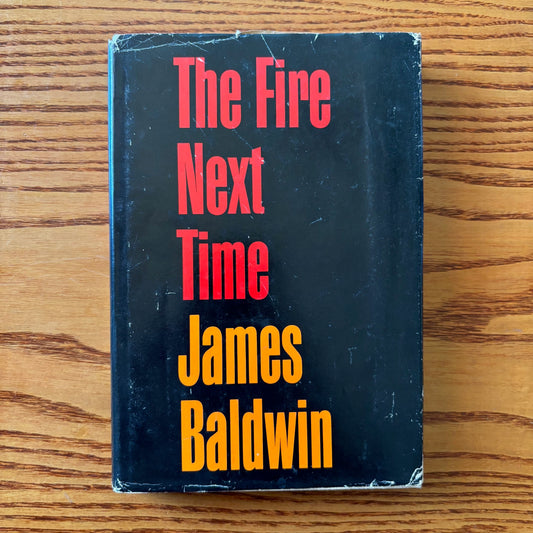 The Fire
Next
Time
James
Baldwin